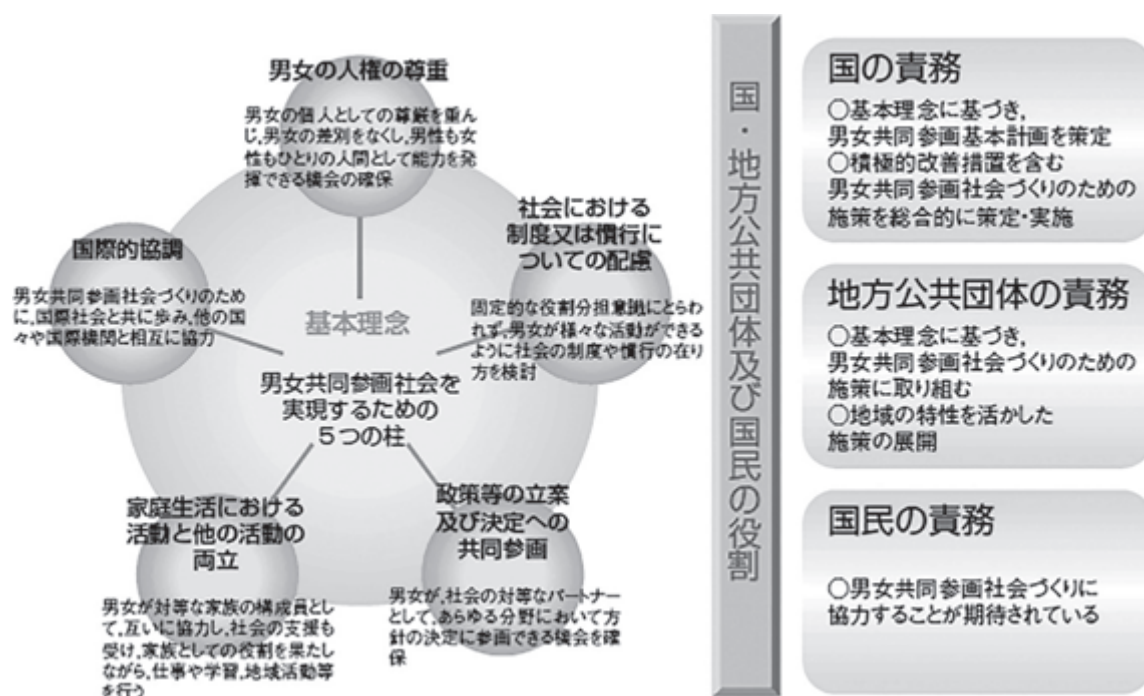 男女の人権の尊重
男女の個人としての尊厳を重ん
じ,男女の差別をなくし,男性も女
性もひとりの人間として能力を発
揮できる機会の確保
社会における
制度又は慣行に
ついての配慮
固定的な役割分担意識にとらわ
れず,男女が様々な活動ができる
ように社会の制度や慣行の在り
方を検討
国際的協調
男女共同参画社会づくりのため
に,国際社会と共に歩み,他の国
々や国際機関と相互に協力
基本理念
男女共同参画社会を
実現するための
5つの柱
家庭生活における
活動と他の活動の
両立
男女が対等な家族の構成員とし
て,互いに協力し,社会の支援も
受け,家族としての役割を果たし
ながら,仕事や学習,地域活動等
を行う
政策等の立案
及び決定への
共同参画
男女が,社会の対等なパートナー
として,あらゆる分野において方
針の決定に参画できる機会を確
保
国・地方公共団体及び国民の役割
国の責務
○基本理念に基づき,
男女共同参画基本計画を策定
○積極的改善措置を含む
男女共同参画社会づくりのための
施策を総合的に策定・実施
地方公共団体の責務
○基本理念に基づき,
男女共同参画社会づくりのための
施策に取り組む
○地域の特性を活かした
施策の展開
国民の責務
○男女共同参画社会づくりに
協力することが期待されている